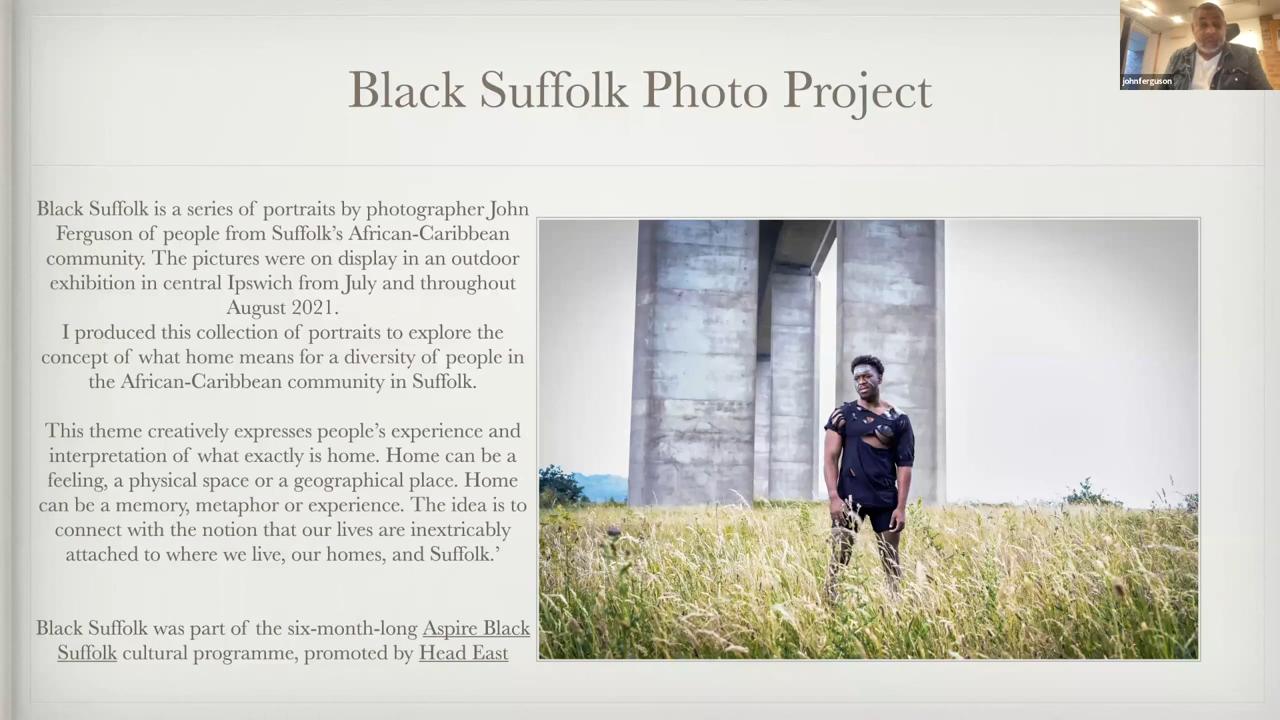 johnferguson
Black Suffolk Photo Project
Black Suffolk is a series of portraits by photographer John
Ferguson of people from Suffolk’s African-Caribbean
community. The pictures were on display in an outdoor
exhibition in central Ipswich from July and throughout
August 2021.
I produced this collection of portraits to explore the
concept of what home means for a diversity of people in
the African-Caribbean community in Suffolk.
This theme creatively expresses people’s experience and
interpretation of what exactly is home. Home can be a
feeling, a physical space or a geographical place. Home
can be a memory, metaphor or experience. The idea is to
connect with the notion that our lives are inextricably
attached to where we live, our homes, and Suffolk.’
Black Suffolk was part of the six-month-long Aspire Black
Suffolk cultural programme, promoted by Head East